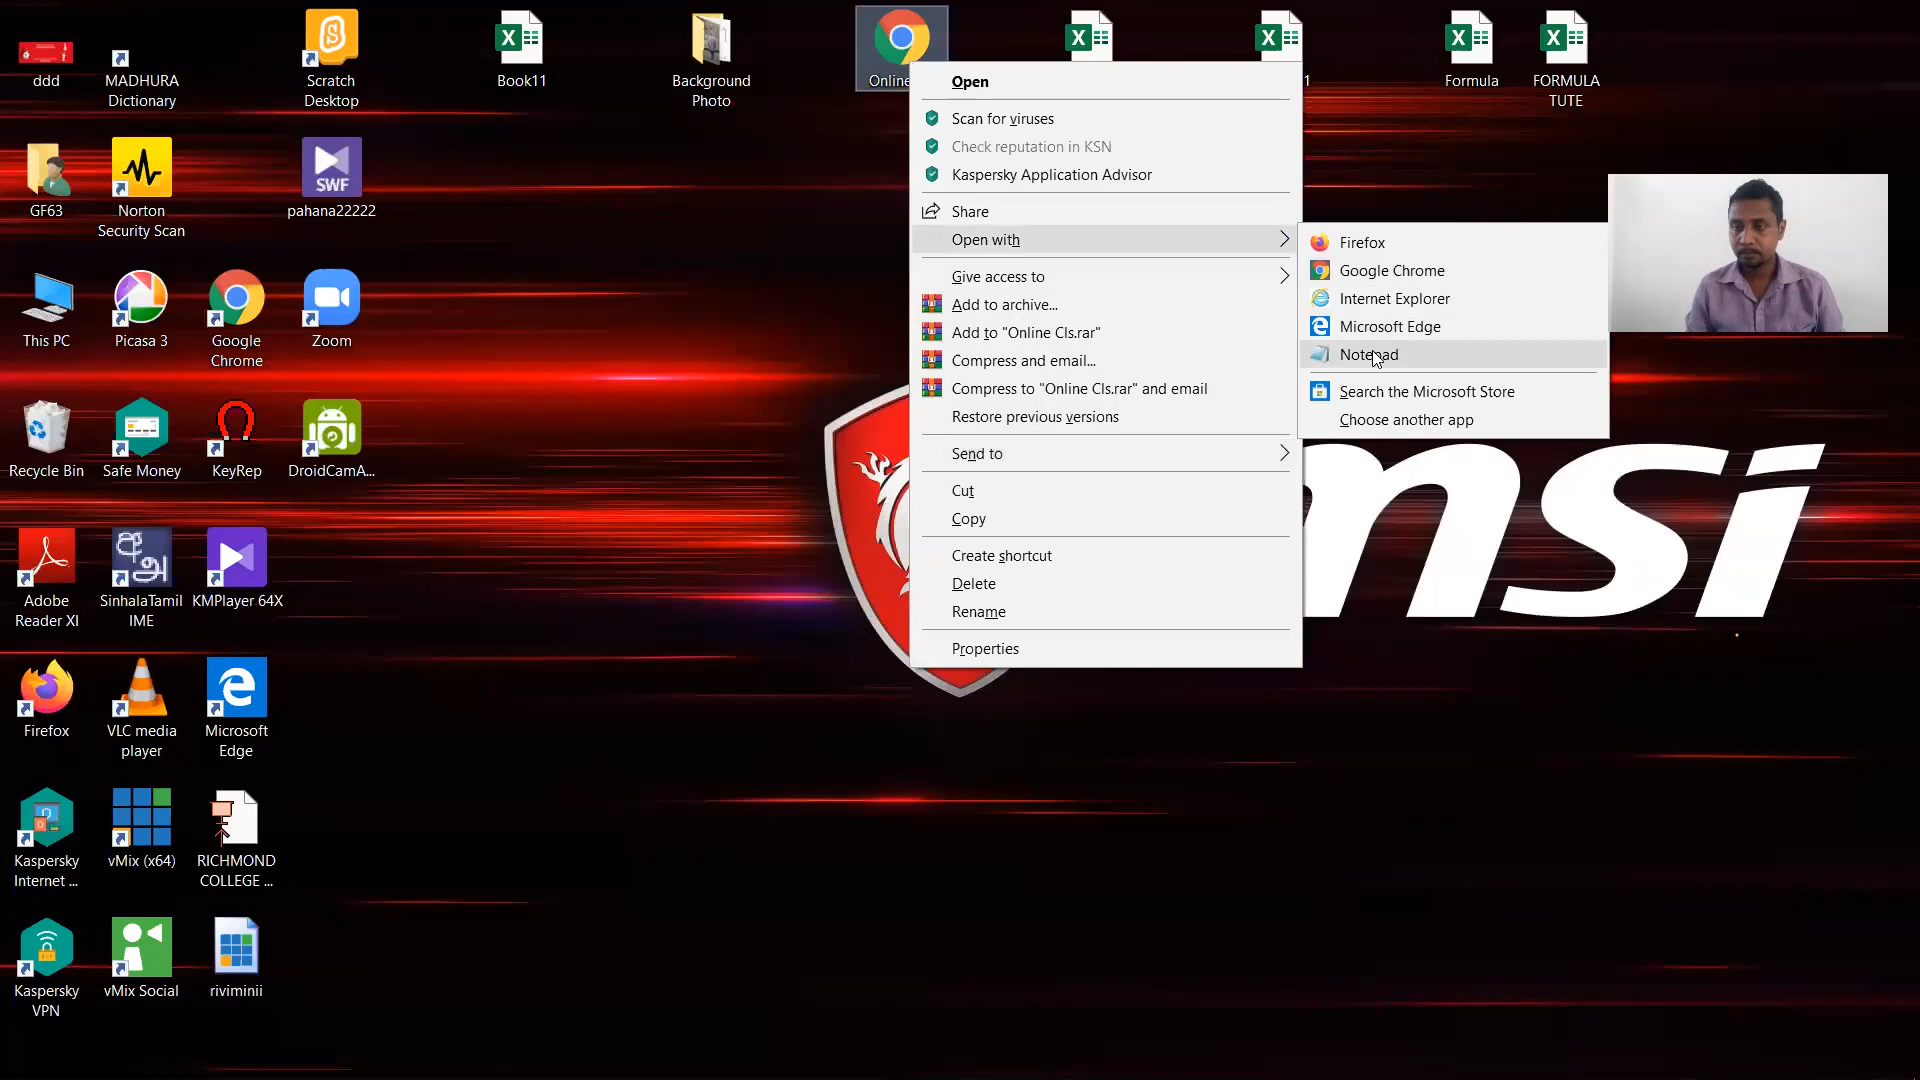 ddd
MADHURA
Dictionary
Scratch
Desktop
Book11
Background
Photo
Online
1
Formula
FORMULA
TUTE
GF63
Norton
Security Scan
SWF
pahana22222
This PC
Picasa 3
Google
Chrome
Zoom
Recycle Bin
Safe Money
KeyRep
DroidCamA...
Adobe
Reader XI
SinhalaTamil
IME
KMPlayer 64X
Firefox
VLC media
player
Microsoft
Edge
Kaspersky
Internet ...
vMix (x64)
RICHMOND
COLLEGE ...
Kaspersky
VPN
vMix Social
riviminii
Open
Scan for viruses
Check reputation in KSN
Kaspersky Application Advisor
Share
Open with
Give access to
Add to archive...
Add to "Online Cls.rar"
Compress and email...
Compress to "Online Cls.rar" and email
Restore previous versions
Send to
Cut
Copy
Create shortcut
Delete
Rename
Properties
Firefox
Google Chrome
Internet Explorer
Microsoft Edge
Notepad
Search the Microsoft Store
Choose another app
msi